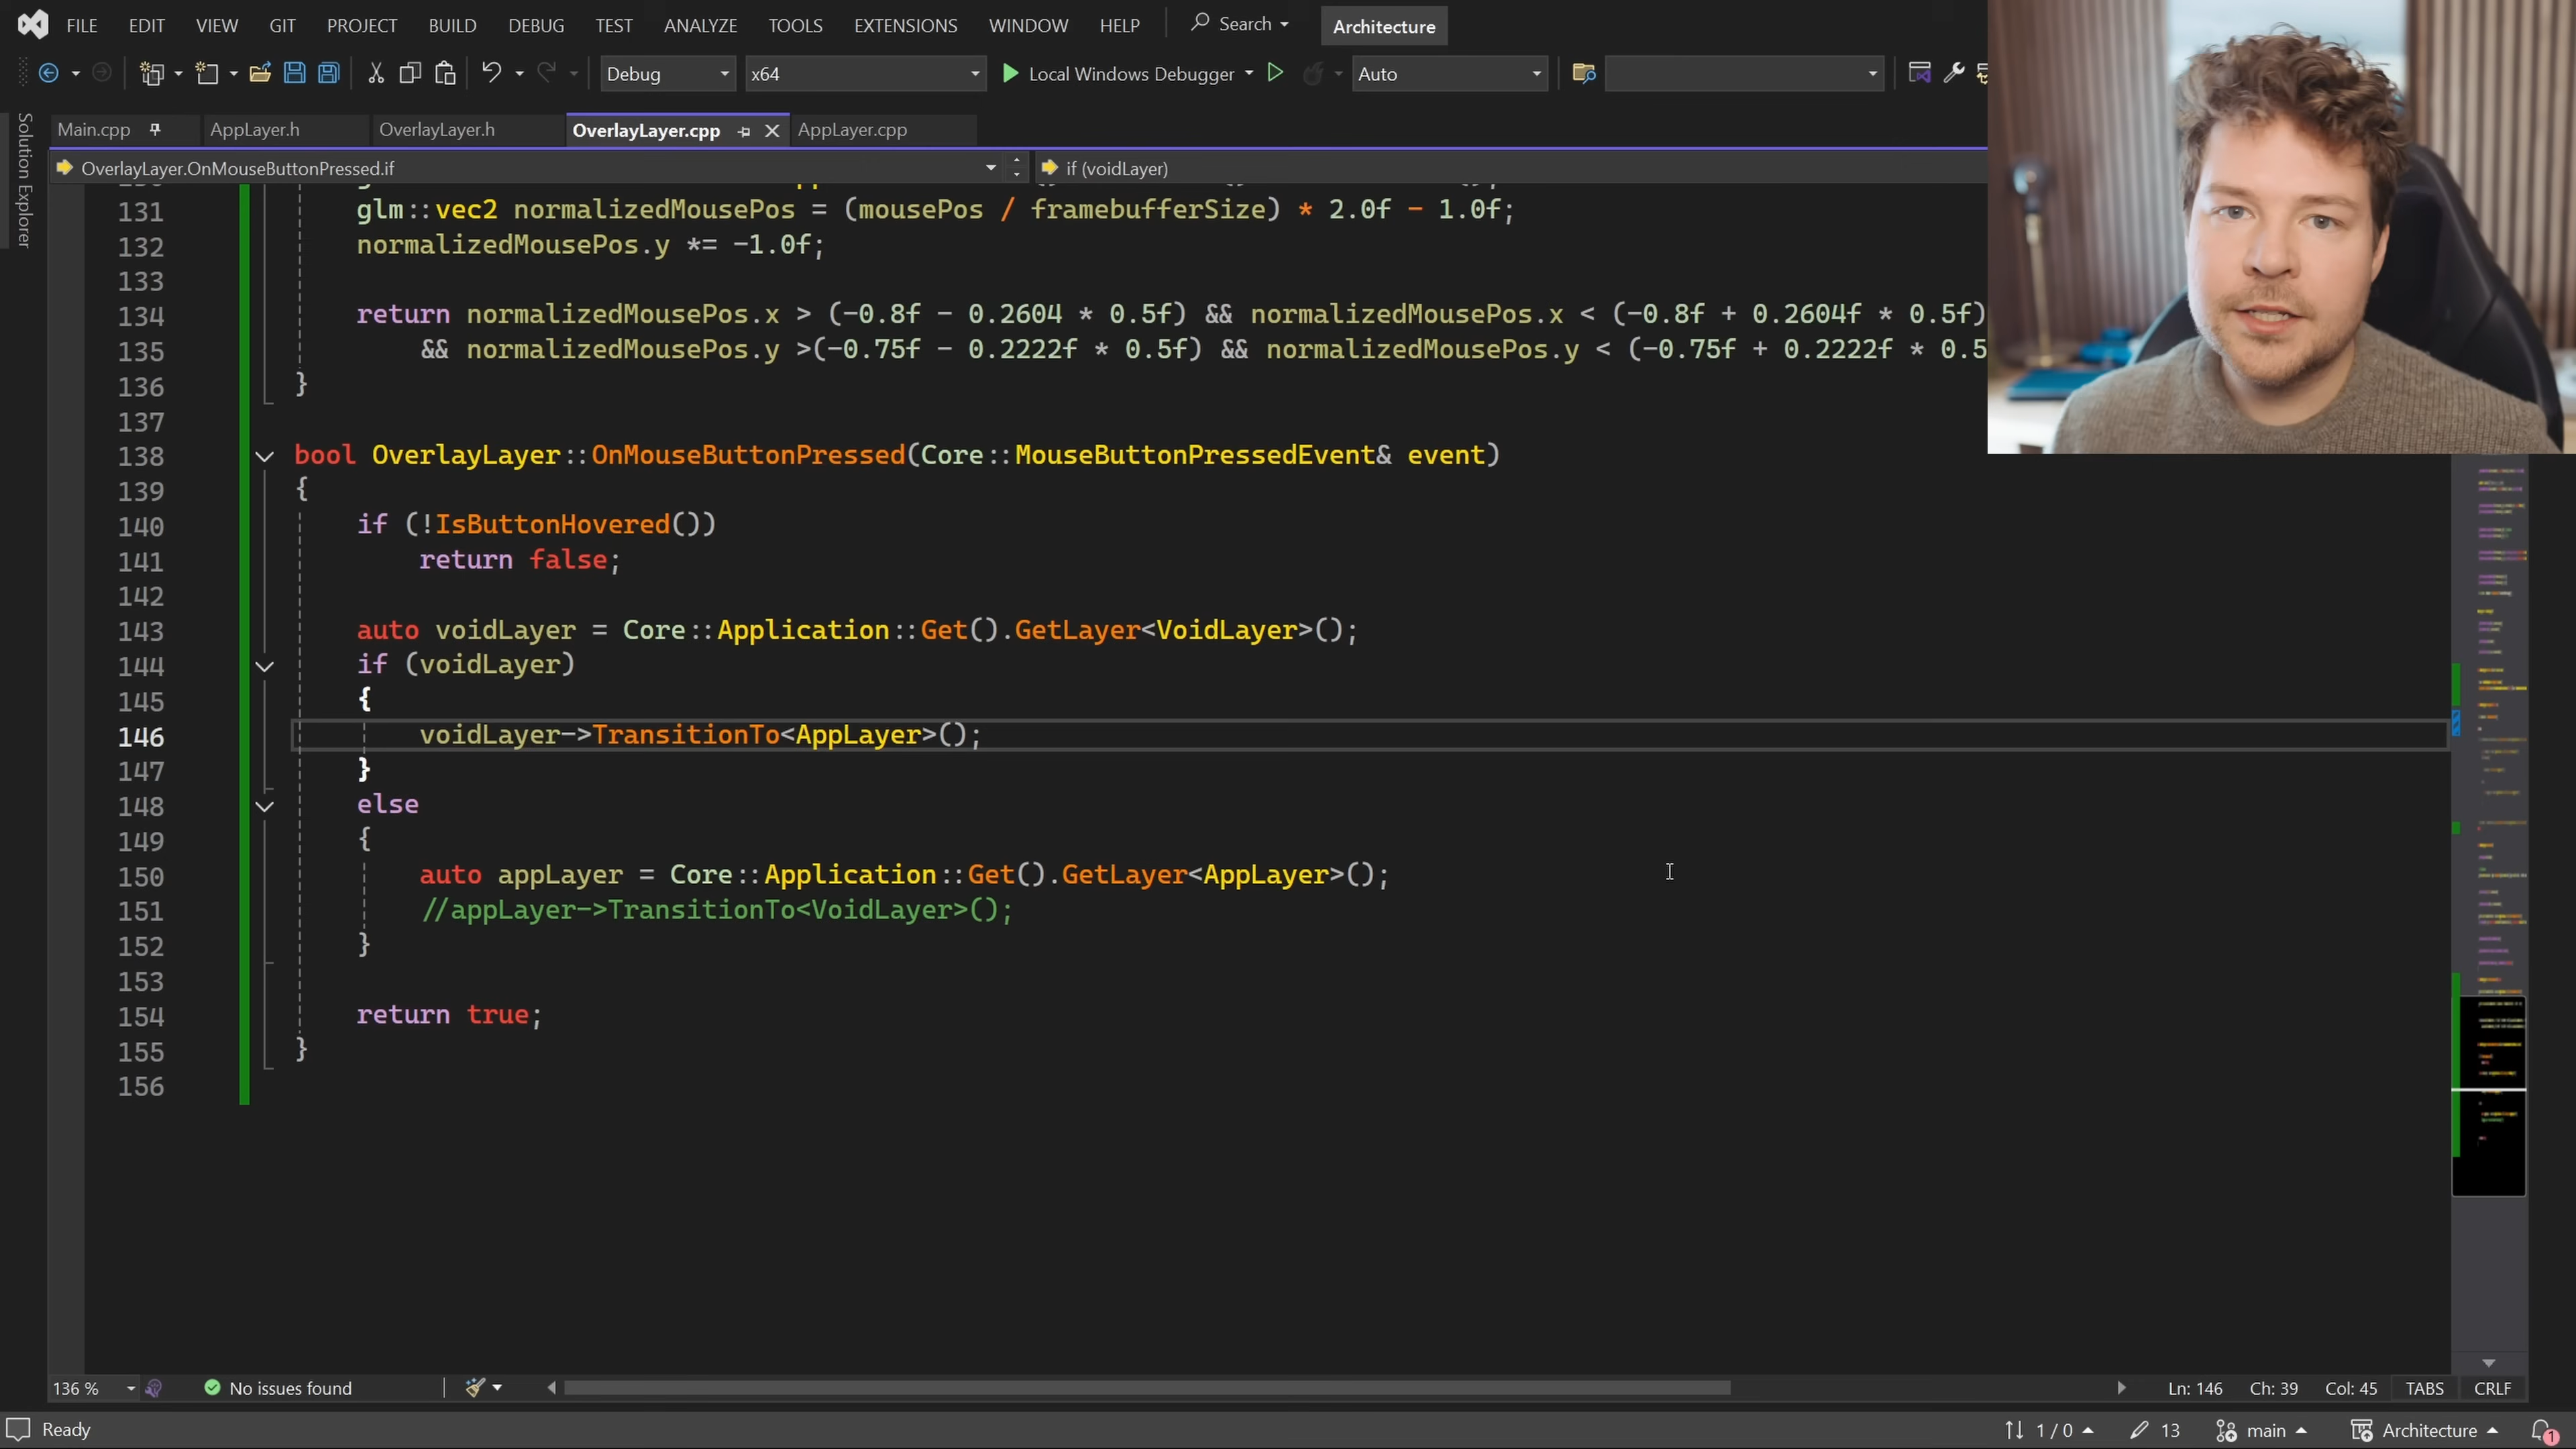 FILE EDIT VIEW GIT PROJECT BUILD DEBUG TEST ANALYZE TOOLS EXTENSIONS WINDOW HELP Search Architecture
Debug x64 Local Windows Debugger Auto
Solution Explorer
Main.cpp AppLayer.h OverlayLayer.h OverlayLayer.cpp AppLayer.cpp
OverlayLayer.OnMouseButtonPressed.if if (voidLayer)
131 glm::vec2 normalizedMousePos = (mousePos / framebufferSize) * 2.0f - 1.0f;
132 normalizedMousePos.y *= -1.0f;
133
134 return normalizedMousePos.x > (-0.8f - 0.2604 * 0.5f) && normalizedMousePos.x < (-0.8f + 0.2604f * 0.5f)
135 && normalizedMousePos.y >(-0.75f - 0.2222f * 0.5f) && normalizedMousePos.y < (-0.75f + 0.2222f * 0.5
136 }
137
138 bool OverlayLayer::OnMouseButtonPressed(Core::MouseButtonPressedEvent& event)
139 {
140 if (!IsButtonHovered())
141 return false;
142
143 auto voidLayer = Core::Application::Get().GetLayer<VoidLayer>();
144 if (voidLayer)
145 {
146 voidLayer->TransitionTo<AppLayer>();
147 }
148 else
149 {
150 auto appLayer = Core::Application::Get().GetLayer<AppLayer>();
151 //appLayer->TransitionTo<VoidLayer>();
152 }
153
154 return true;
155 }
156
136 % No issues found Ln: 146 Ch: 39 Col: 45 TABS CRLF
Ready 1 / 0 13 main Architecture 1